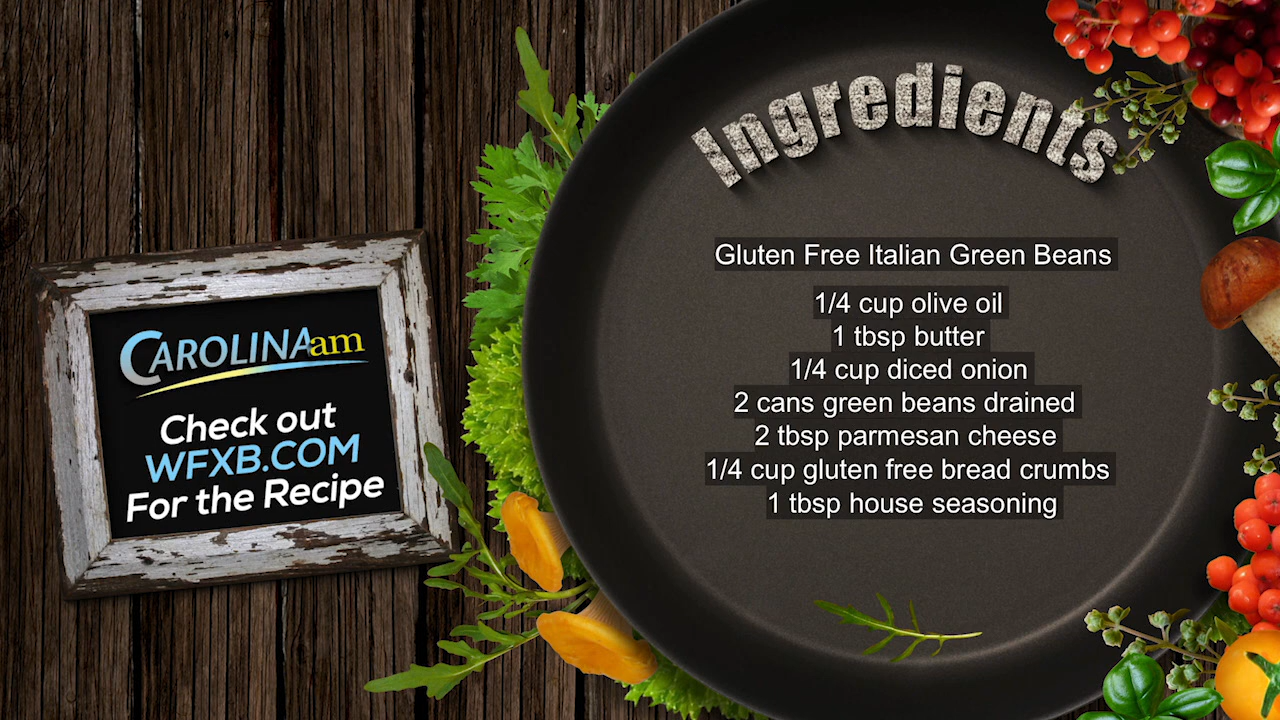 Ingredients
Gluten Free Italian Green Beans
1/4 cup olive oil
1 tbsp butter
1/4 cup diced onion
2 cans green beans drained
2 tbsp parmesan cheese
1/4 cup gluten free bread crumbs
1 tbsp house seasoning
CAROLINAam
Check out
WFXB.COM
For the Recipe